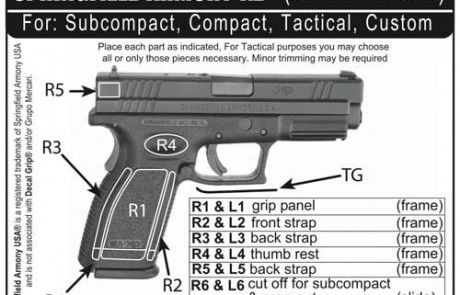 For: Subcompact, Compact, Tactical, Custom
Place each part as indicated, For Tactical purposes you may choose
all or only those pieces necessary. Minor trimming may be required
R5
R3
R4
R1
TG
R2
R1 & L1 grip panel (frame)
R2 & L2 front strap (frame)
R3 & L3 back strap (frame)
R4 & L4 thumb rest (frame)
R5 & L5 back strap (frame)
R6 & L6 cut off for subcompact
field Armony USA® is a registered trademark of Springfield Armony USA
and is not associated with Decal Grip® and/or Grupo Mercari.